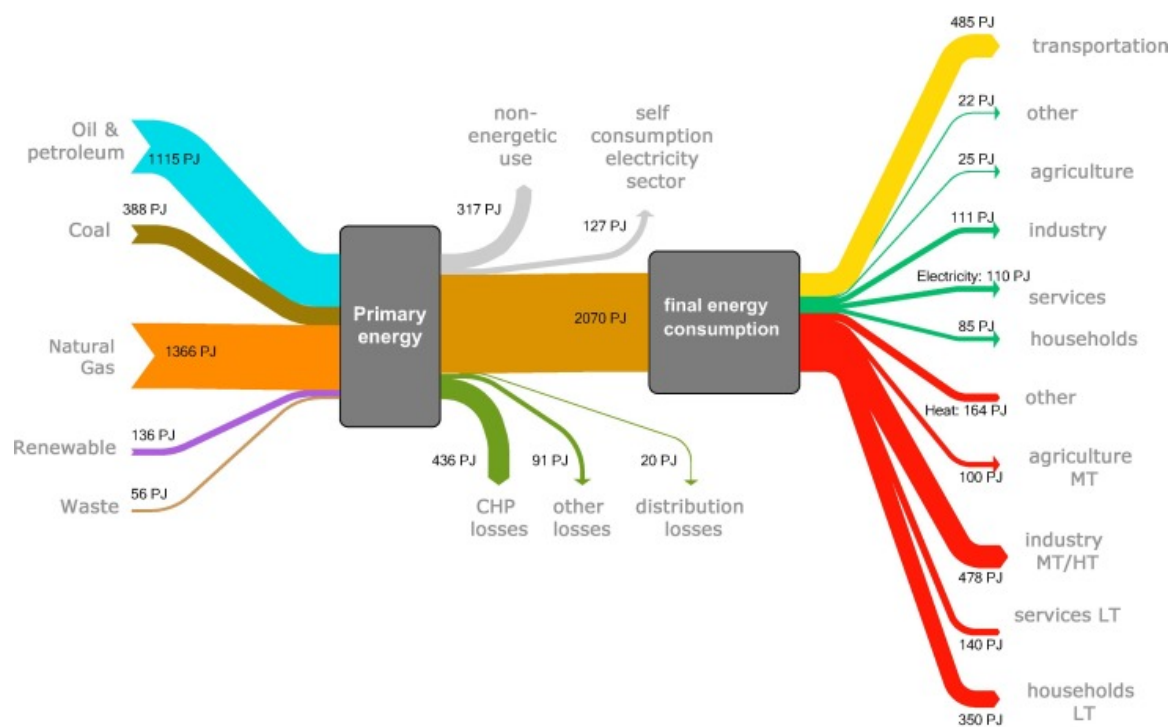 Oil &
petroleum
1115 PJ
388 PJ
Coal
Natural
Gas
1366 PJ
136 PJ
Renewable
56 PJ
Waste
Primary
energy
non-
energetic
use
317 PJ
self
consumption
electricity
sector
127 PJ
2070 PJ
436 PJ
CHP
losses
91 PJ
other
losses
20 PJ
distribution
losses
final energy
consumption
485 PJ
transportation
22 PJ
other
25 PJ
agriculture
111 PJ
industry
Electricity: 110 PJ
services
85 PJ
households
other
Heat: 164 PJ
agriculture
MT
100 PJ
industry
MT/HT
478 PJ
services LT
140 PJ
households
LT
350 PJ